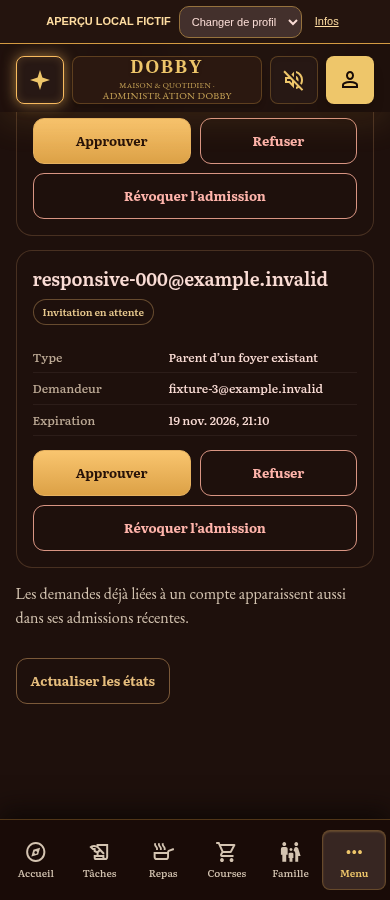 APERÇU LOCAL FICTIF
Changer de profil
Infos
DOBBY
MAISON & QUOTIDIEN ·
ADMINISTRATION DOBBY
Approuver
Refuser
Révoquer l’admission
responsive-000@example.invalid
Invitation en attente
Type
Parent d’un foyer existant
Demandeur
fixture-3@example.invalid
Expiration
19 nov. 2026, 21:10
Approuver
Refuser
Révoquer l’admission
Les demandes déjà liées à un compte apparaissent aussi
dans ses admissions récentes.
Actualiser les états
Accueil
Tâches
Repas
Courses
Famille
Menu